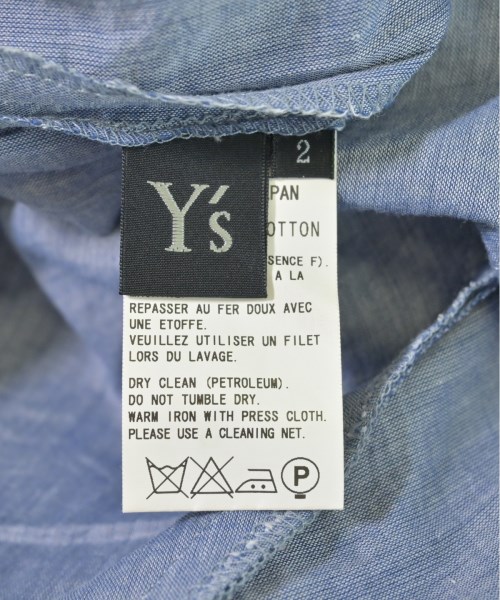 2
Y's
PAN
OTTON
SENCE F).
A LA
REPASSER AU FER DOUX AVEC
UNE ETOFFE.
VEUILLEZ UTILISER UN FILET
LORS DU LAVAGE.
DRY CLEAN (PETROLEUM).
DO NOT TUMBLE DRY.
WARM IRON WITH PRESS CLOTH.
PLEASE USE A CLEANING NET.
P